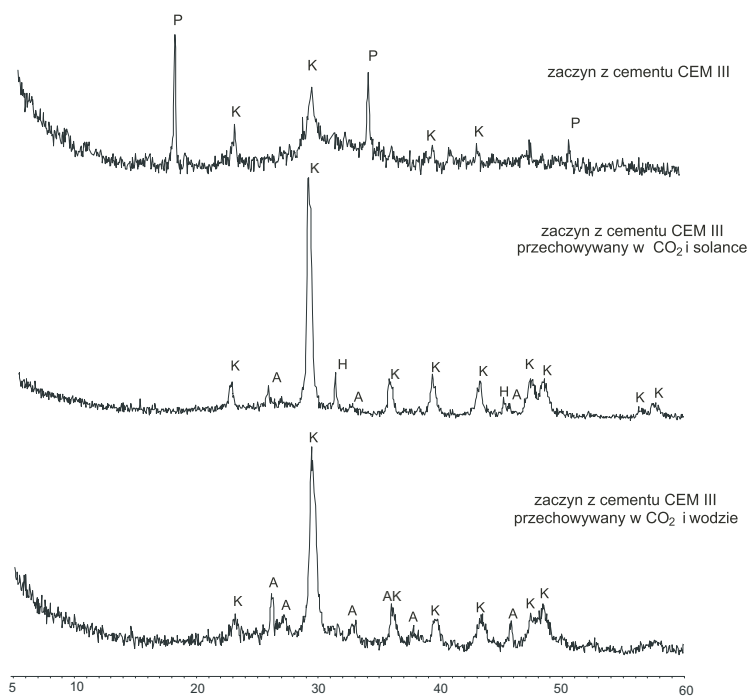 P
K
K
P
K
K
P
zaczyn z cementu CEM III
K
K
A
H
A
K
K
K
H
A
K
K
K
K
zaczyn z cementu CEM III
przechowywany w CO2 i solance
K
K
A
A
A
AK
A
K
K
A
K
K
zaczyn z cementu CEM III
przechowywany w CO2 i wodzie
5 10 20 30 40 50 60